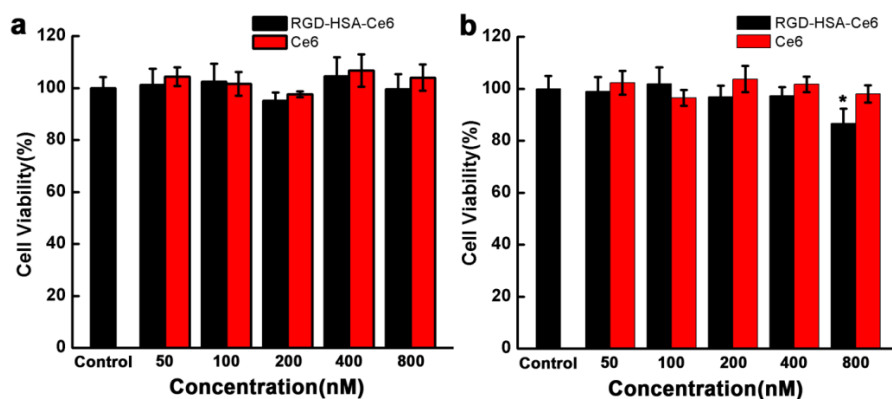 a
RGD-HSA-Ce6
Ce6
Cell Viability(%)
120
100
80
60
40
20
0
Control 50 100 200 400 800
Concentration(nM)
b
RGD-HSA-Ce6
Ce6
Cell Viability(%)
120
100
80
60
40
20
0
*
Control 50 100 200 400 800
Concentration(nM)